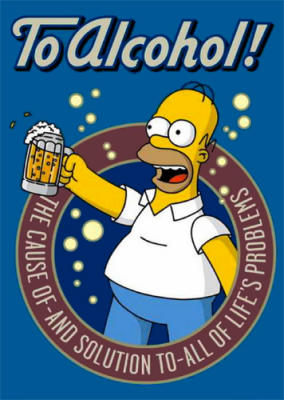 To Alcohol!
THE CAUSE OF-AND SOLUTION TO-ALL OF LIFE'S PROBLEMS